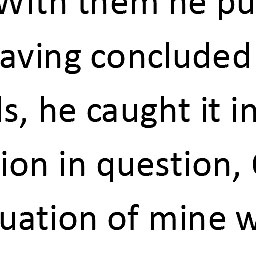 With them he pu
aving concluded
ls, he caught it in
ion in question,
uation of mine w